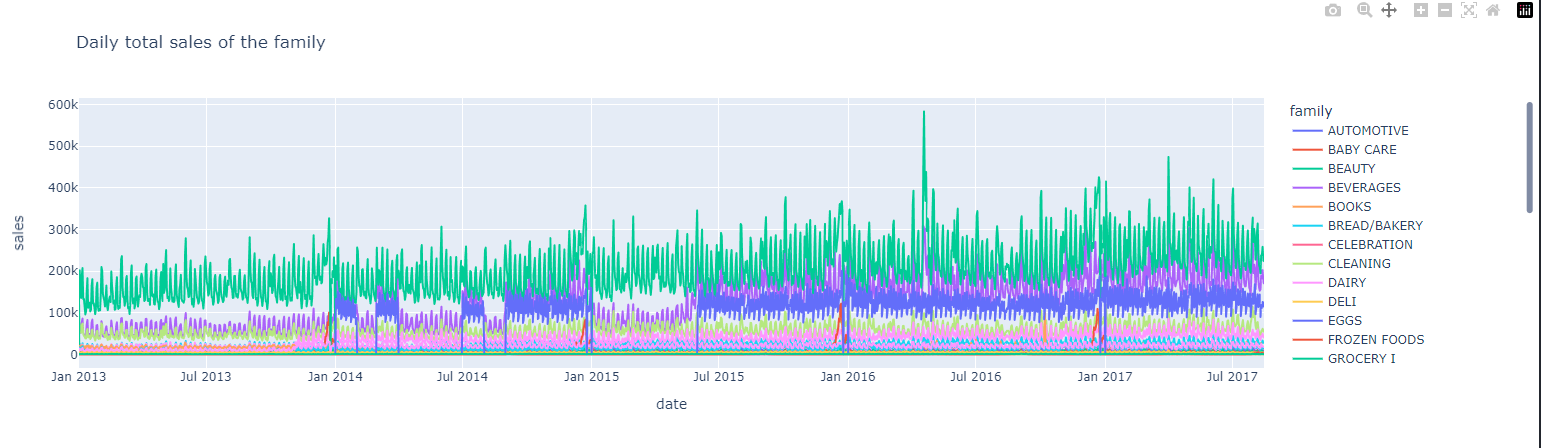 Daily total sales of the family
600k
500k
400k
300k
200k
100k
0
sales
Jan 2013
Jul 2013
Jan 2014
Jul 2014
Jan 2015
Jul 2015
Jan 2016
Jul 2016
Jan 2017
Jul 2017
date
family
AUTOMOTIVE
BABY CARE
BEAUTY
BEVERAGES
BOOKS
BREAD/BAKERY
CELEBRATION
CLEANING
DAIRY
DELI
EGGS
FROZEN FOODS
GROCERY I